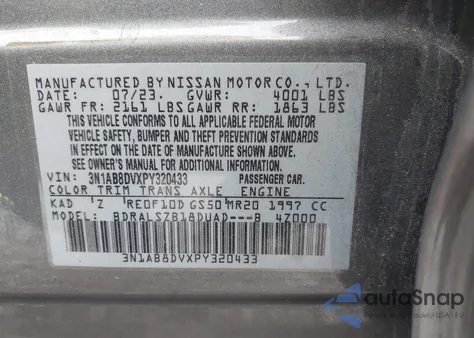 MANUFACTURED BY NISSAN MOTOR CO., LTD.
DATE: 07/23 GVWR: 4001 LBS
GAWR FR: 2161 LBS GAWR RR: 1863 LBS
THIS VEHICLE CONFORMS TO ALL APPLICABLE FEDERAL MOTOR
VEHICLE SAFETY, BUMPER AND THEFT PREVENTION STANDARDS
IN EFFECT ON THE DATE OF MANUFACTURE SHOWN ABOVE.
SEE OWNER'S MANUAL FOR ADDITIONAL INFORMATION.
VIN: 3N1AB8DVXPY320433 PASSENGER CAR.
COLOR TRIM TRANS AXLE ENGINE
KAD Z RE0F10D GS50 MR20 1997 CC
MODEL: BDRALSZB18DUAD---B 4Z000
3N1AB8DVXPY320433
autoSnap